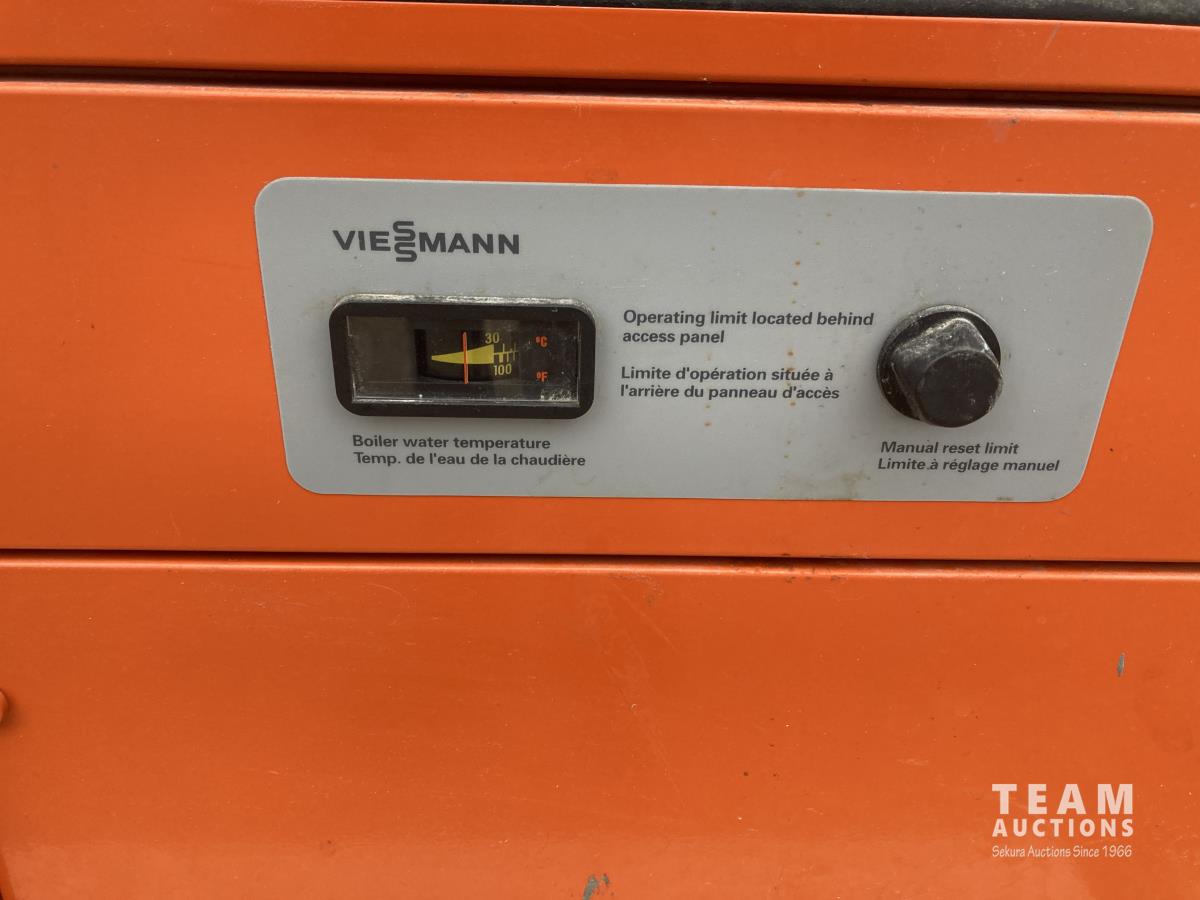 VIESSMANN
30
°C
100
°F
Boiler water temperature
Temp. de l'eau de la chaudière
Operating limit located behind
access panel
Limite d'opération située à
l'arrière du panneau d'accès
Manual reset limit
Limite à réglage manuel
TEAM
AUCTIONS
Sekura Auctions Since 1966